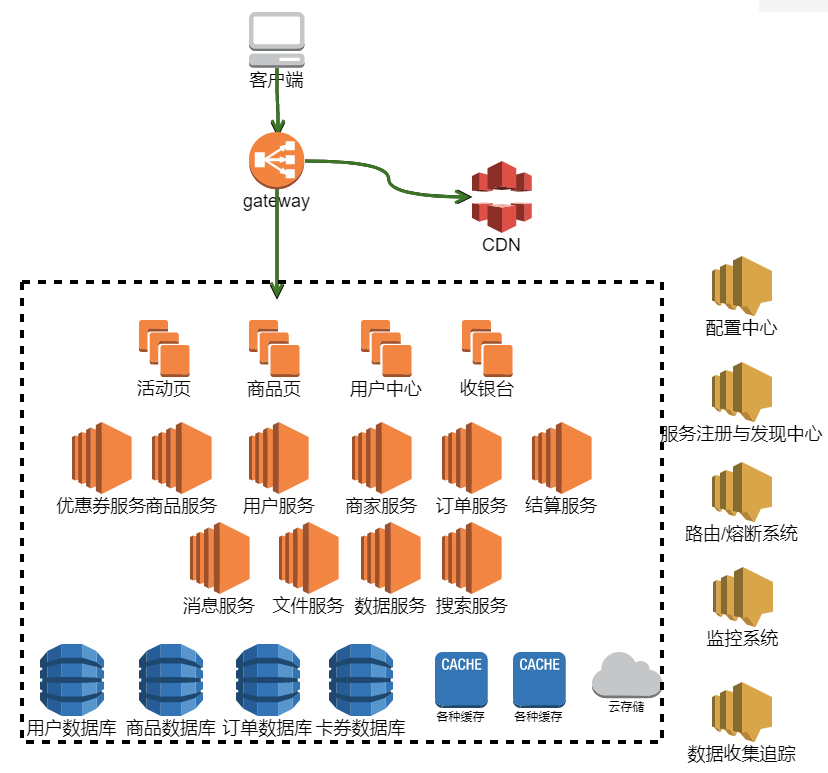 客户端
gateway
CDN
配置中心
活动页
商品页
用户中心
收银台
服务注册与发现中心
优惠券服务
商品服务
用户服务
商家服务
订单服务
结算服务
路由/熔断系统
消息服务
文件服务
数据服务
搜索服务
监控系统
CACHE
CACHE
各种缓存
各种缓存
云存储
用户数据库
商品数据库
订单数据库
卡券数据库
数据收集追踪